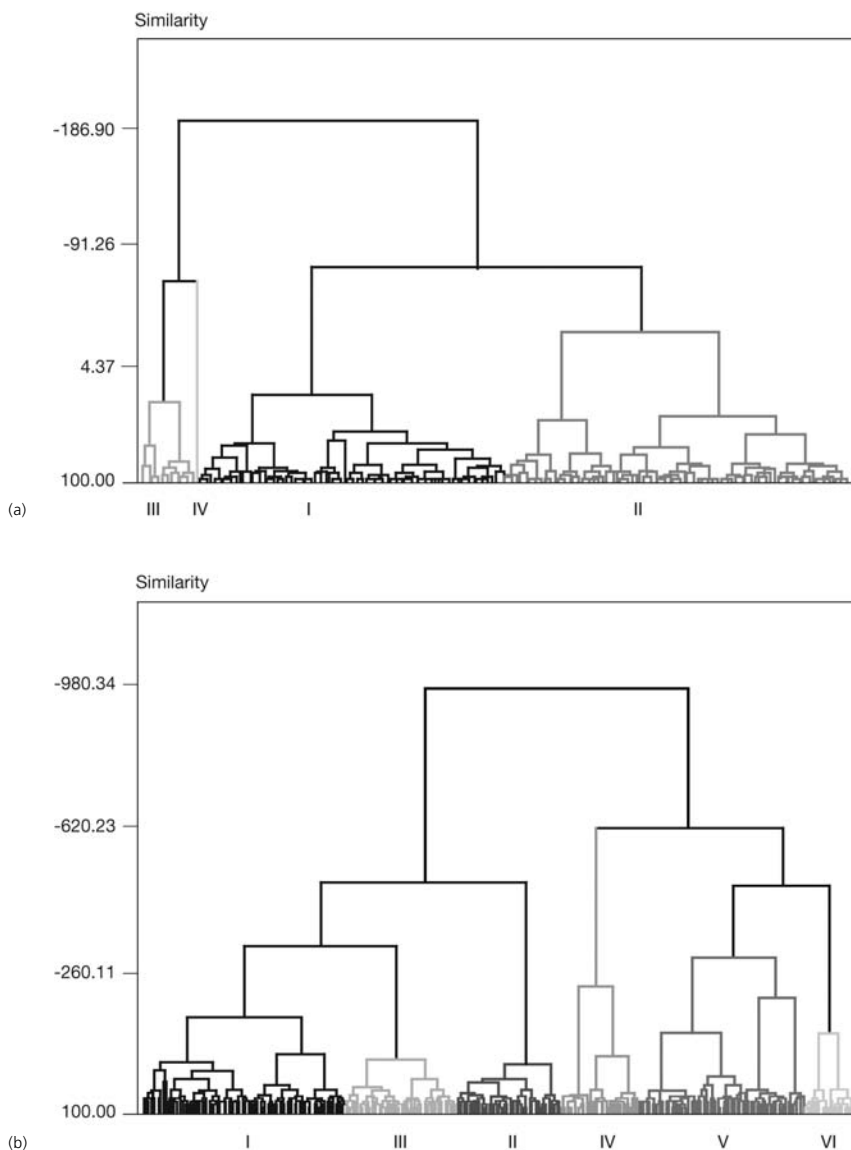 Similarity
-186.90
-91.26
4.37
100.00
(a)
III IV I II
Similarity
-980.34
-620.23
-260.11
100.00
(b)
I III II IV V VI